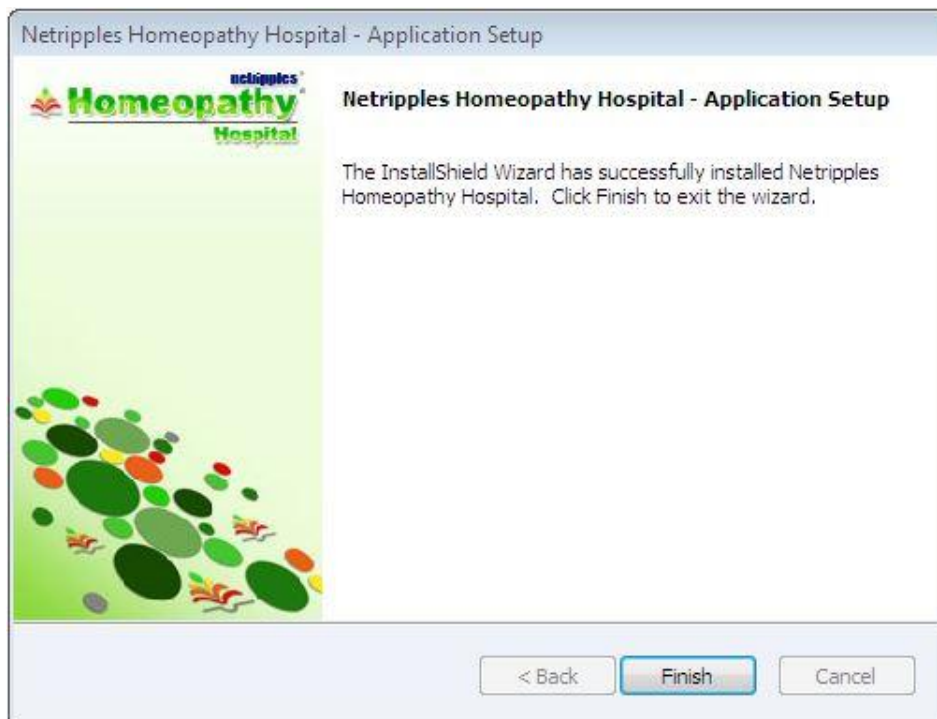 Netripples Homeopathy Hospital - Application Setup
netripples
Homeopathy
Hospital
Netripples Homeopathy Hospital - Application Setup
The InstallShield Wizard has successfully installed Netripples
Homeopathy Hospital. Click Finish to exit the wizard.
< Back
Finish
Cancel